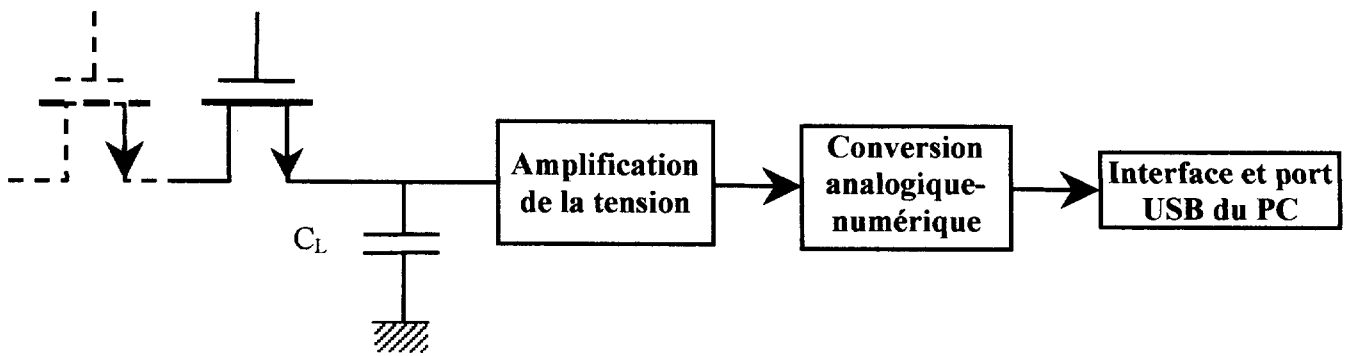 C_L
Amplification
de la tension
Conversion
analogique-
numérique
Interface et port
USB du PC